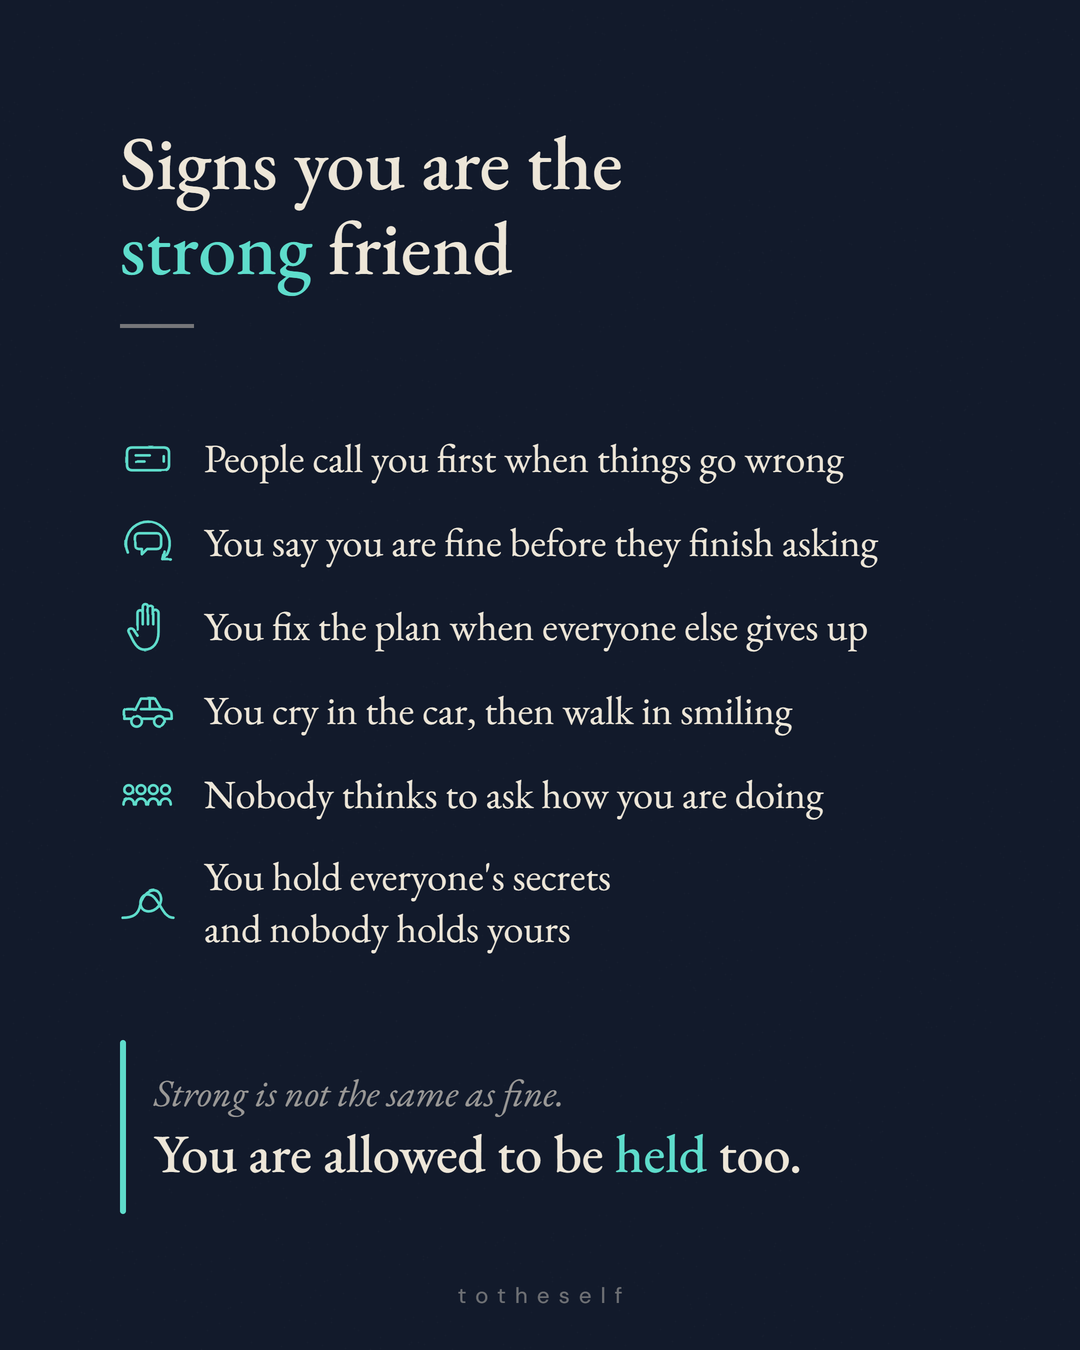 Signs you are the
strong friend
People call you first when things go wrong
You say you are fine before they finish asking
You fix the plan when everyone else gives up
You cry in the car, then walk in smiling
Nobody thinks to ask how you are doing
You hold everyone's secrets
and nobody holds yours
Strong is not the same as fine.
You are allowed to be held too.
totheself